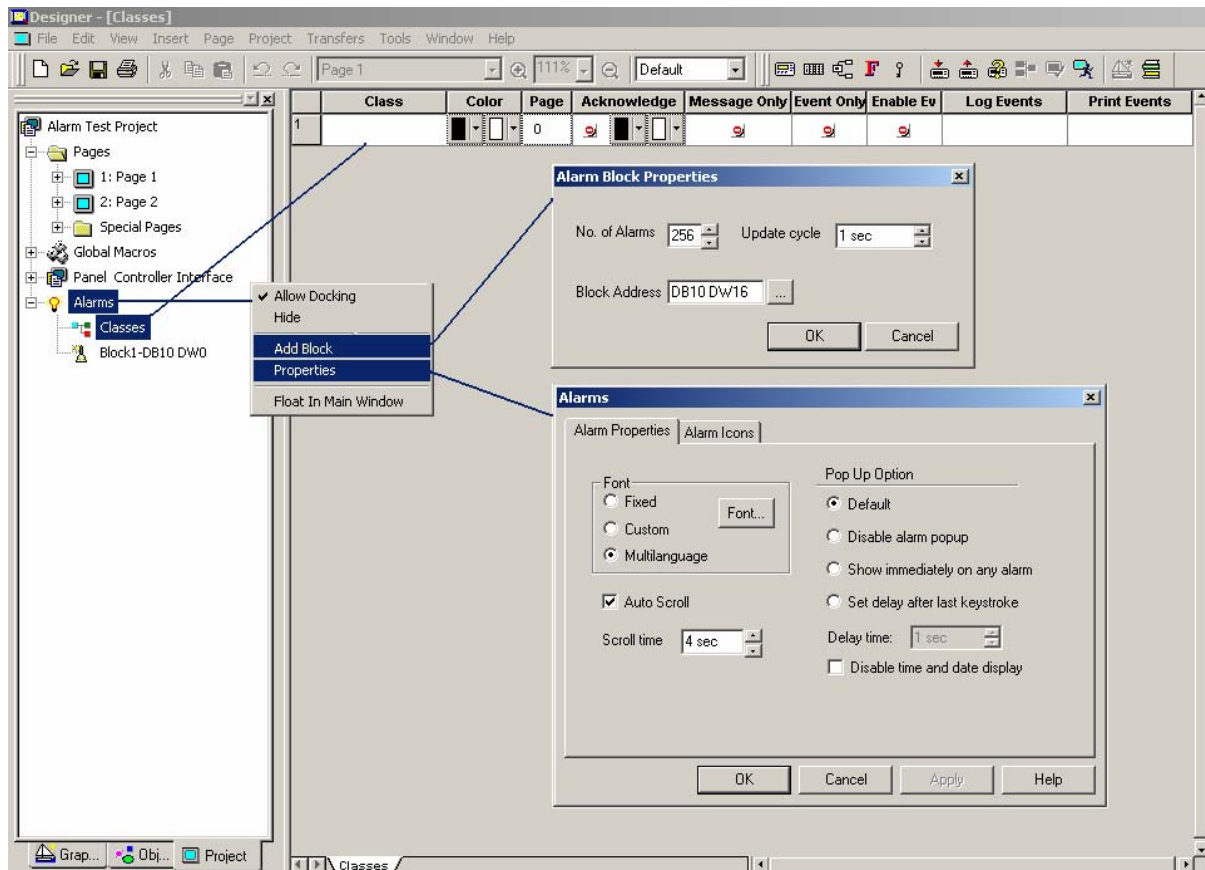 Designer - [Classes]
File Edit View Insert Page Project Transfers Tools Window Help
Page 1
111%
Default
Class Color Page Acknowledge Message Only Event Only Enable Ev Log Events Print Events
1 0
Alarm Test Project
Pages
1: Page 1
2: Page 2
Special Pages
Global Macros
Panel Controller Interface
Alarms
Classes
Block1-DB10 DW0
Allow Docking
Hide
Add Block
Properties
Float In Main Window
Alarm Block Properties
No. of Alarms 256 Update cycle 1 sec
Block Address DB10 DW16 ...
OK Cancel
Alarms
Alarm Properties Alarm Icons
Font
Fixed
Custom
Multilanguage
Font...
Auto Scroll
Scroll time 4 sec
Pop Up Option
Default
Disable alarm popup
Show immediately on any alarm
Set delay after last keystroke
Delay time: 1 sec
Disable time and date display
OK Cancel Apply Help
Grap... Obj... Project
Classes